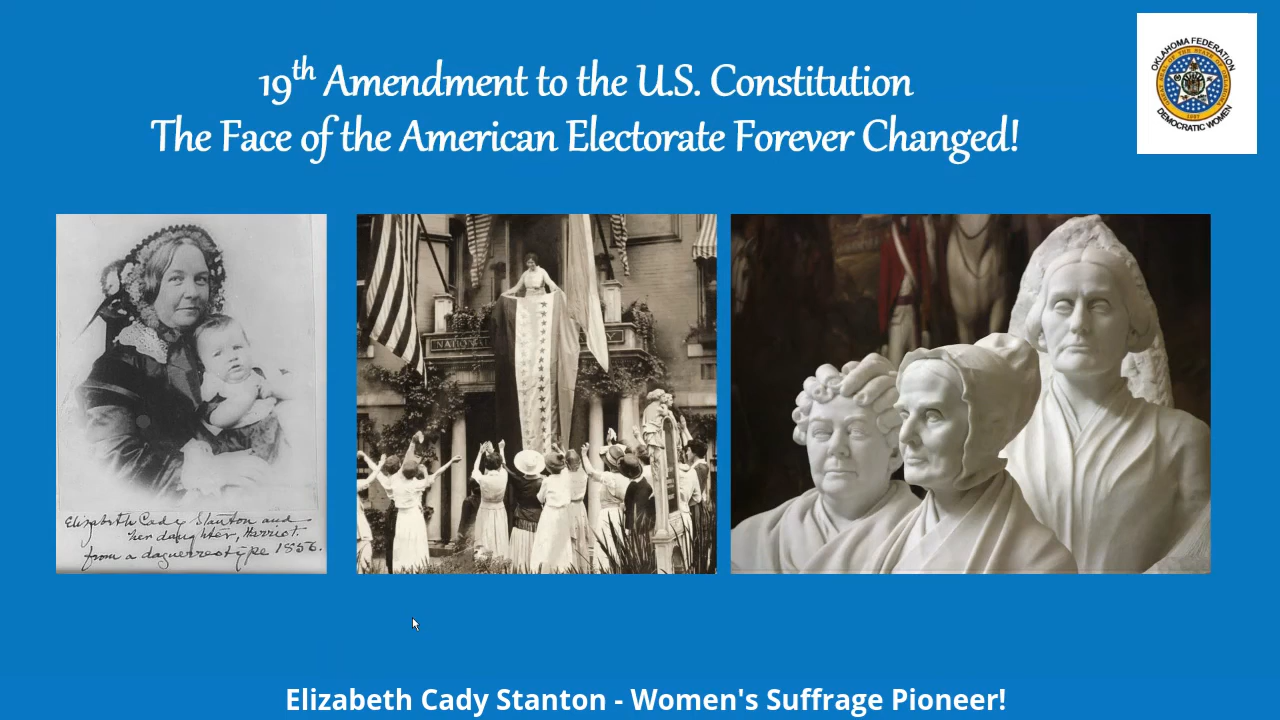 19th Amendment to the U.S. Constitution
The Face of the American Electorate Forever Changed!
OKLAHOMA FEDERATION
DEMOCRATIC WOMEN
NATIONAL
Elizabeth Cady Stanton and
her daughter, Harriot.
from a daguerreotype 1856.
Elizabeth Cady Stanton - Women's Suffrage Pioneer!